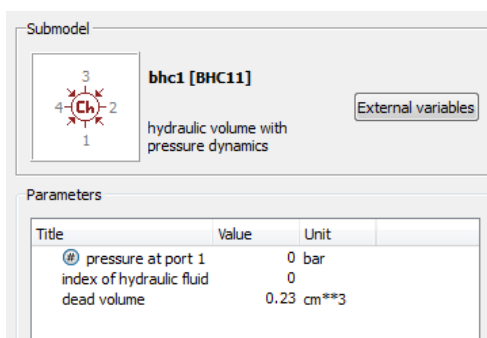 Submodel
3
4 Ch 2
1
bhc1 [BHC11]
External variables
hydraulic volume with
pressure dynamics
Parameters
Title Value Unit
# pressure at port 1 0 bar
index of hydraulic fluid 0
dead volume 0.23 cm**3